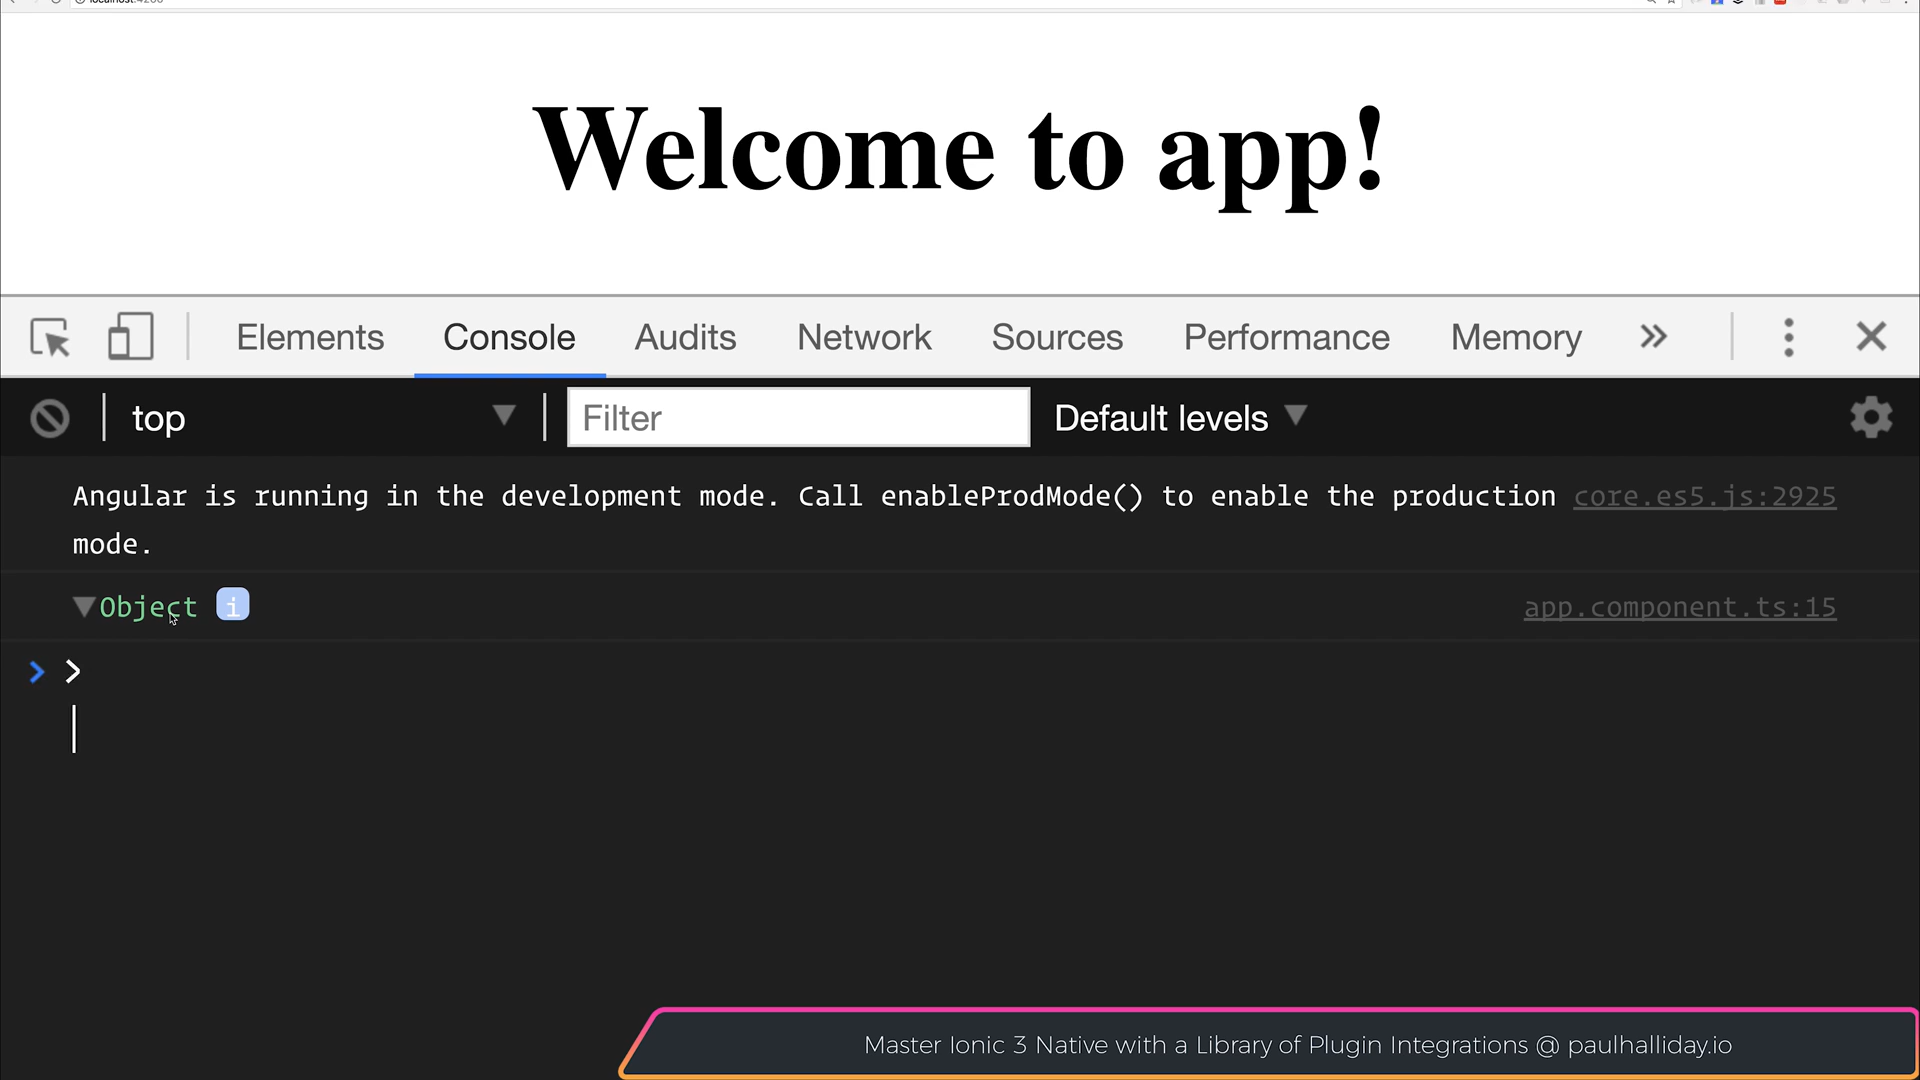 localhost:4200
Welcome to app!
Elements Console Audits Network Sources Performance Memory
top Filter Default levels
Angular is running in the development mode. Call enableProdMode() to enable the production core.es5.js:2925
mode.
Object i app.component.ts:15
Master Ionic 3 Native with a Library of Plugin Integrations @ paulhalliday.io